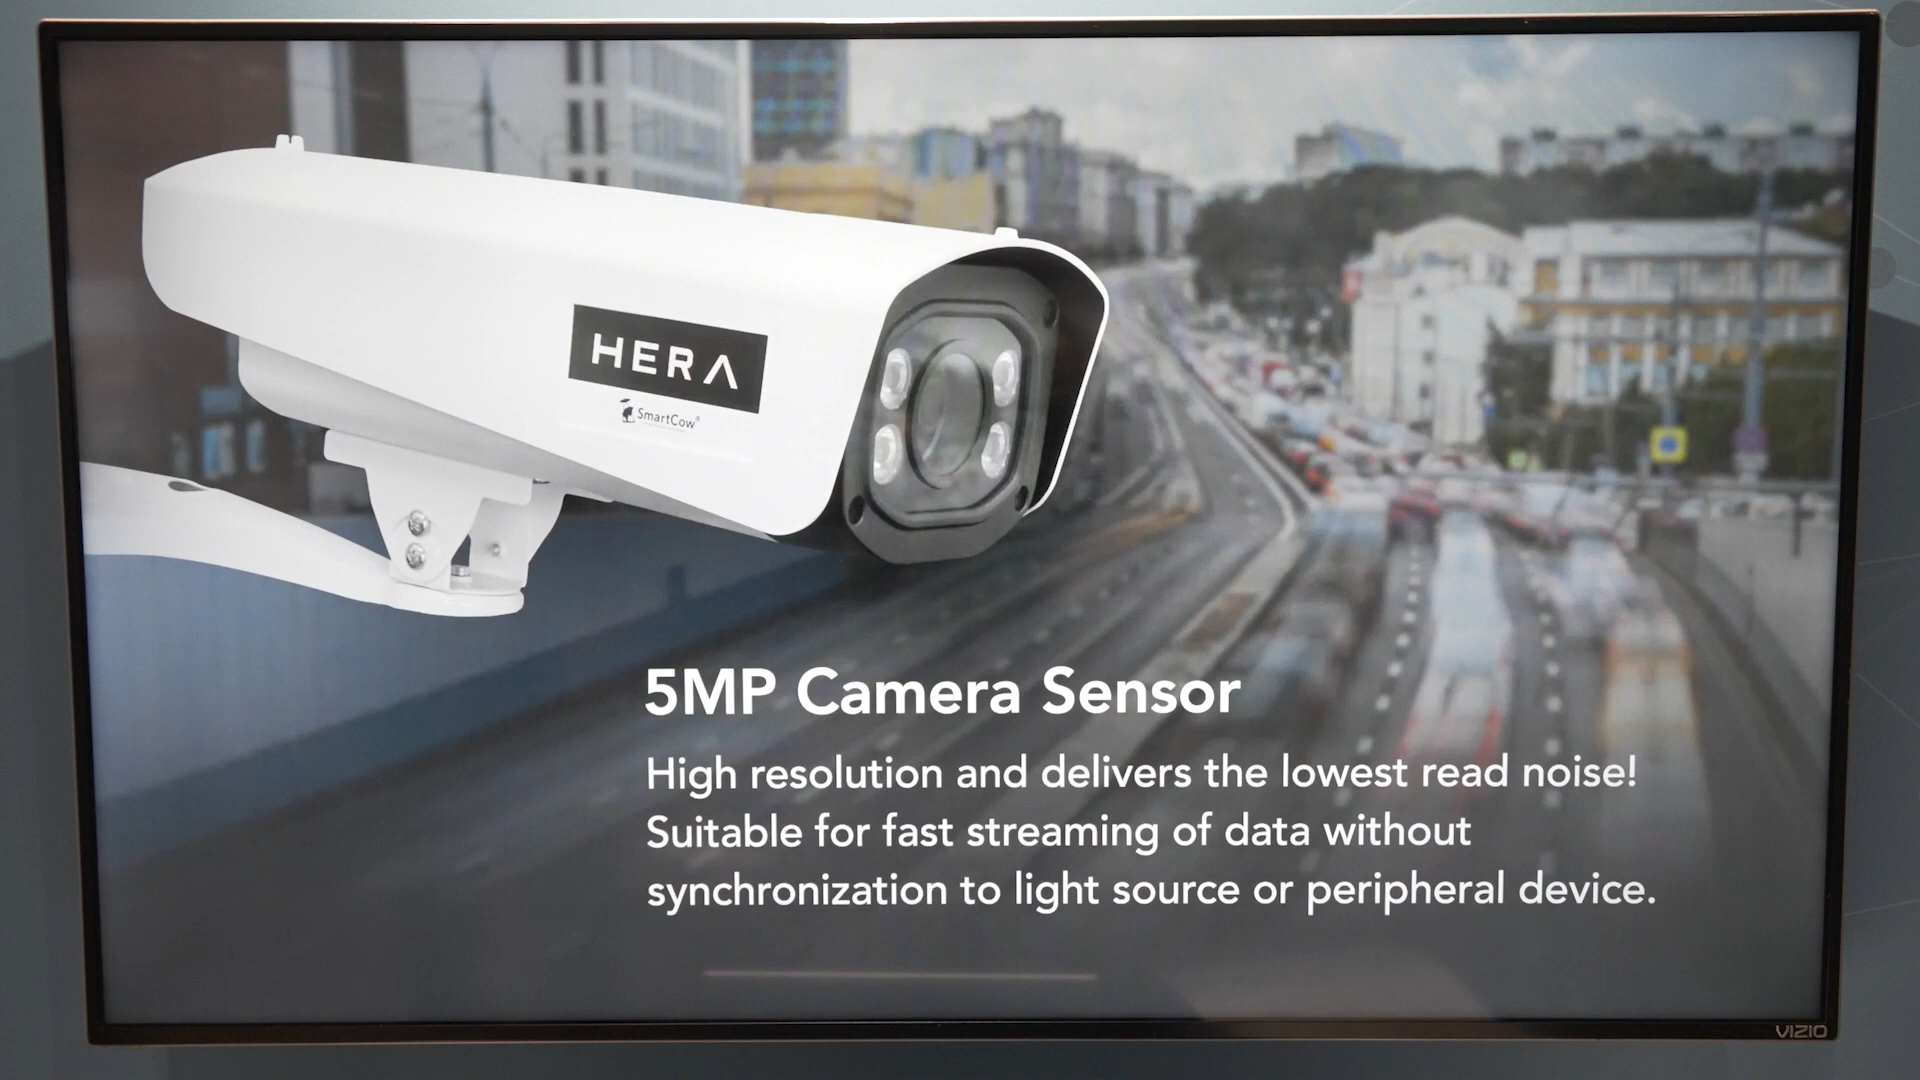 HERA
SmartCow®
5MP Camera Sensor
High resolution and delivers the lowest read noise!
Suitable for fast streaming of data without
synchronization to light source or peripheral device.
VIZIO